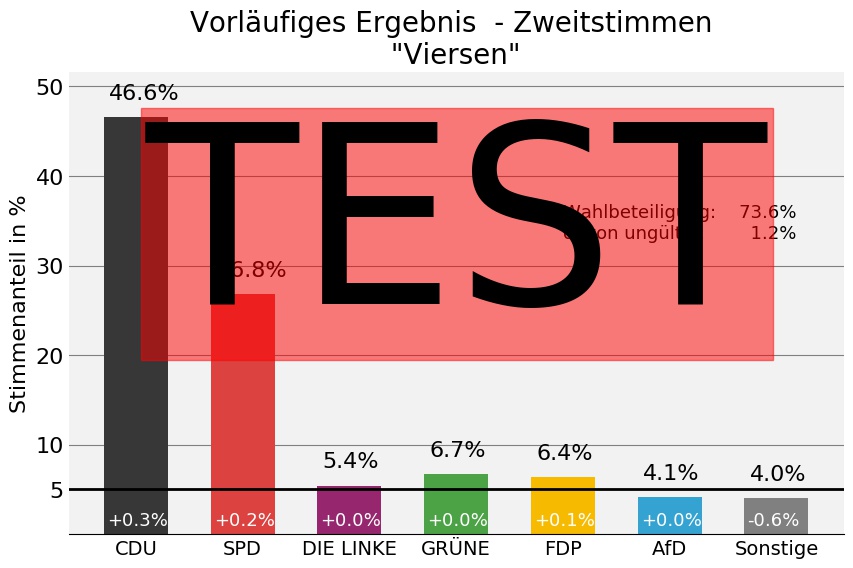 Vorläufiges Ergebnis - Zweitstimmen
"Viersen"
Stimmenanteil in %
50
40
30
20
10
5
46.6%
5.4%
6.7%
6.4%
4.1%
4.0%
TEST
73.6%
1.2%
+0.3%
+0.2%
+0.0%
+0.0%
+0.1%
+0.0%
-0.6%
CDU
SPD
DIE LINKE
GRÜNE
FDP
AfD
Sonstige